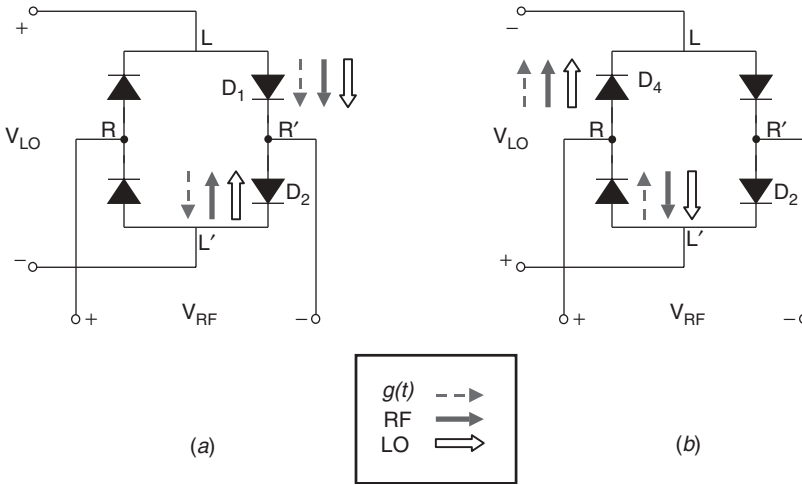 +
L
D₁
R
R′
V_LO
D₂
L′
−
+
V_RF
−
(a)
−
L
D₄
R
R′
V_LO
D₂
L′
+
+
V_RF
−
(b)
g(t)
RF
LO